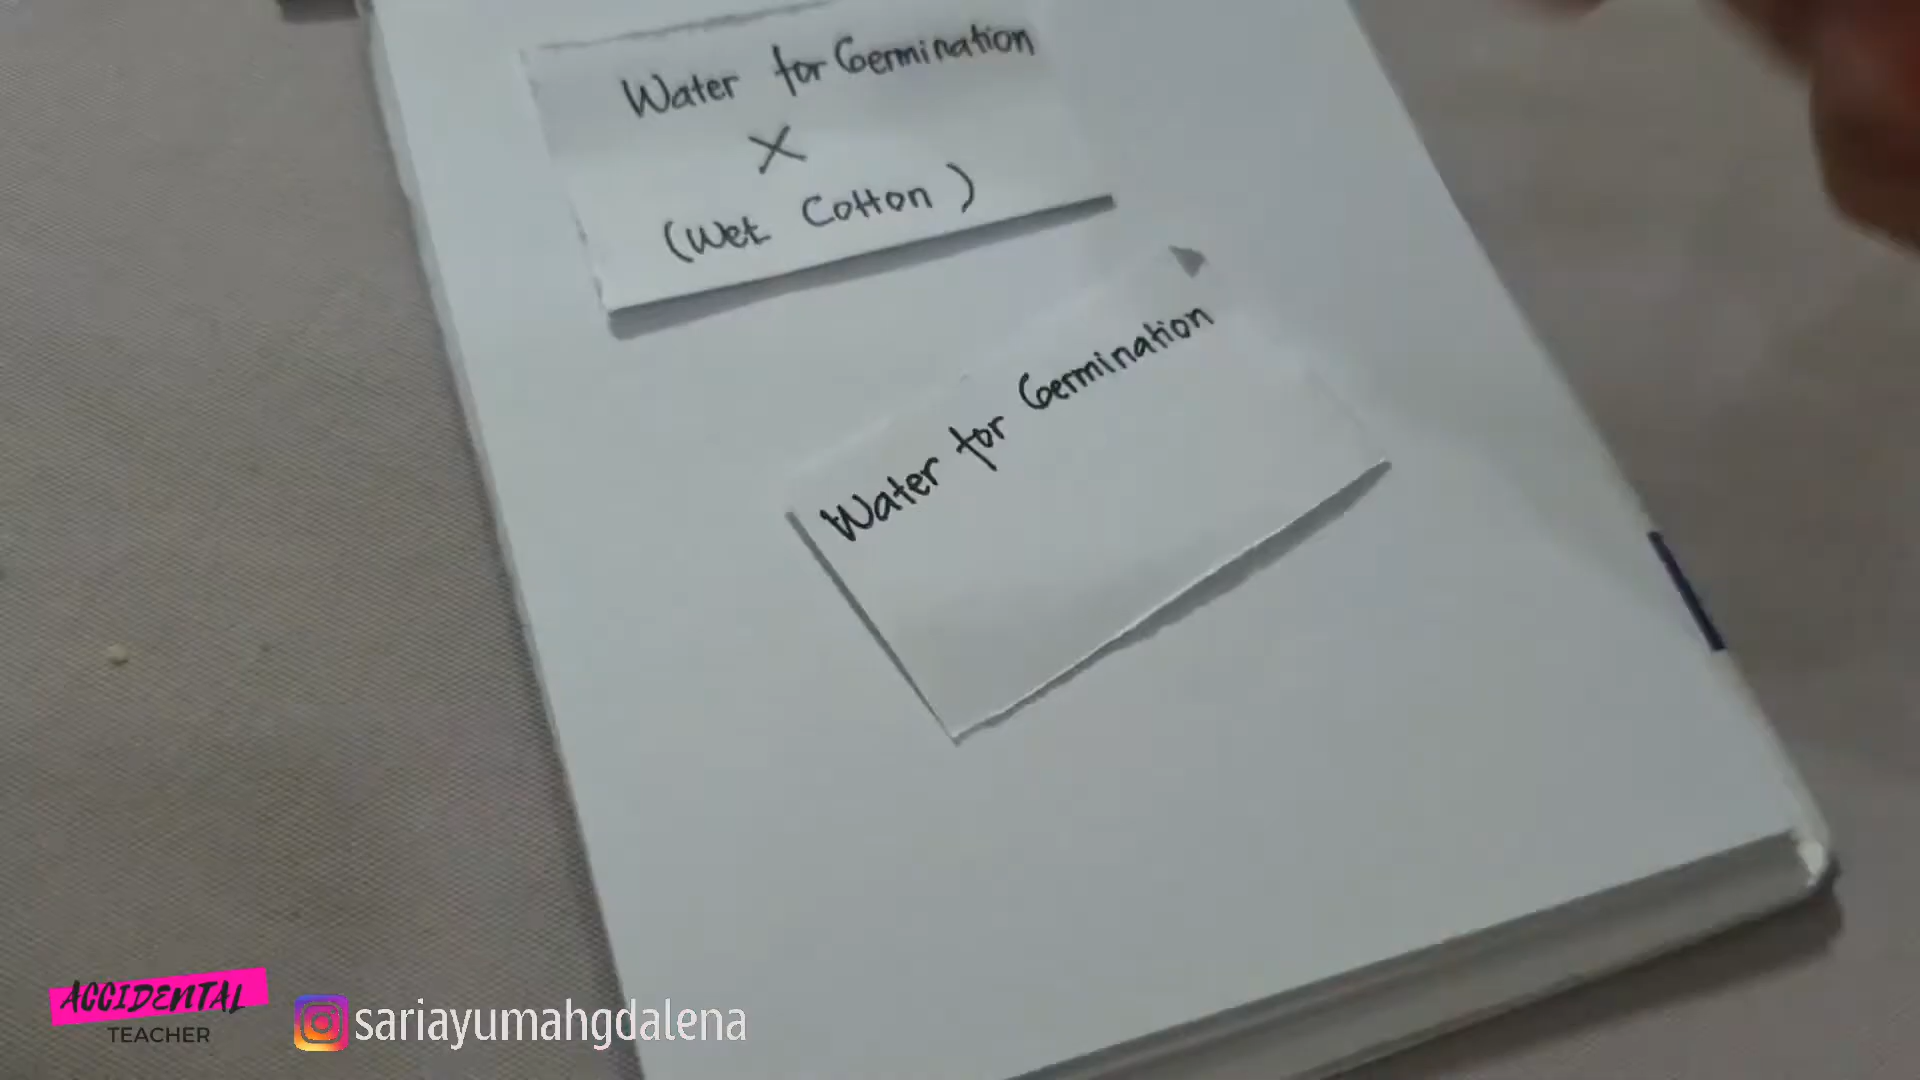 Water for Germination
X
(Wet Cotton)
Water for Germination
ACCIDENTAL
TEACHER
sariayumahgdalena